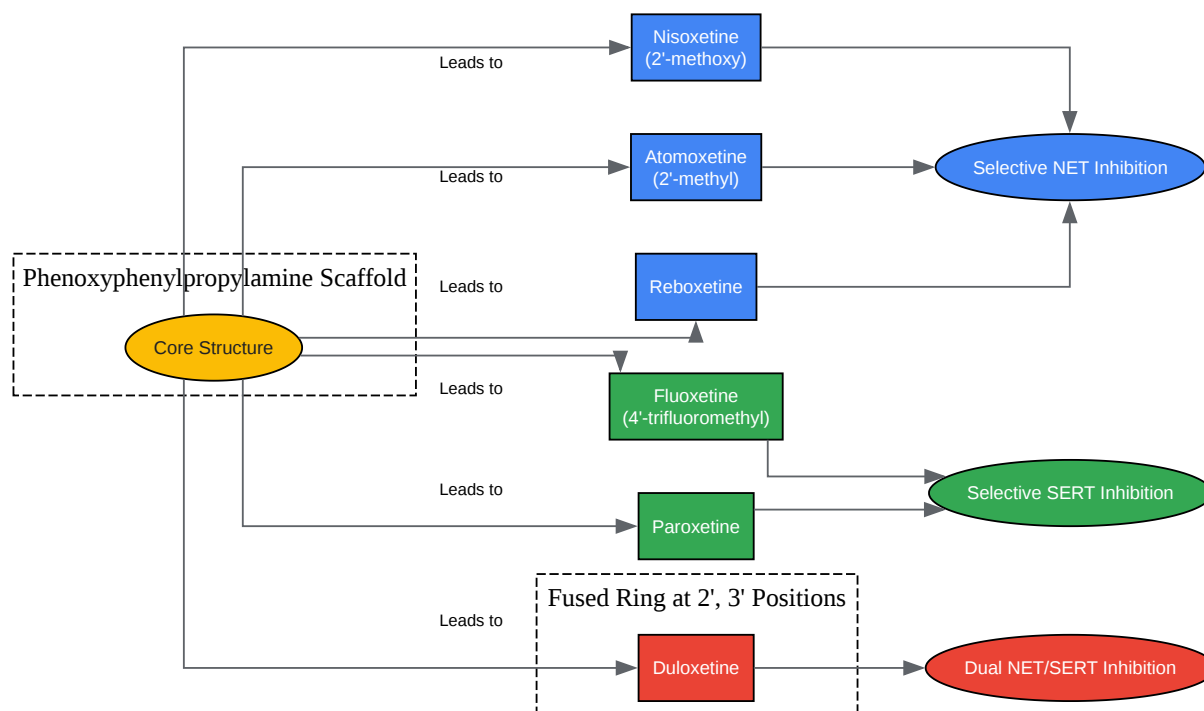 Nisoxetine
(2'-methoxy)
Leads to
Atomoxetine
(2'-methyl)
Selective NET Inhibition
Leads to
Phenoxyphenylpropylamine Scaffold
Leads to
Reboxetine
Core Structure
Leads to
Fluoxetine
(4'-trifluoromethyl)
Leads to
Selective SERT Inhibition
Paroxetine
Fused Ring at 2', 3' Positions
Leads to
Duloxetine
Dual NET/SERT Inhibition